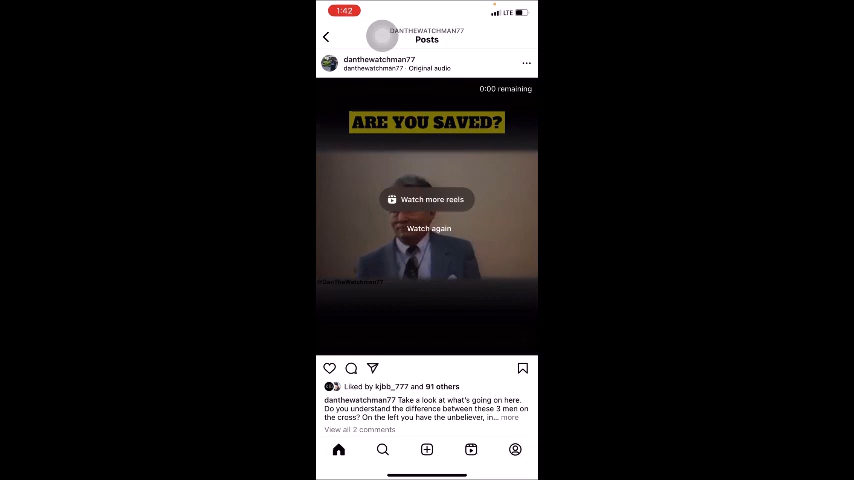 1:42
LTE
DANTHEWATCHMAN77
Posts
danthewatchman77
danthewatchman77 · Original audio
0:00 remaining
ARE YOU SAVED?
Watch more reels
Watch again
@DanTheWatchman77
Liked by kjbb_777 and 91 others
danthewatchman77 Take a look at what's going on here.
Do you understand the difference between these 3 men on
the cross? On the left you have the unbeliever, in... more
View all 2 comments